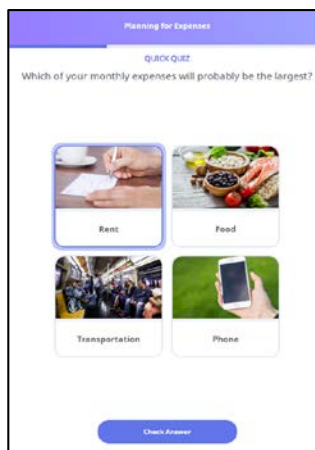 Planning for Expenses
QUICK QUIZ
Which of your monthly expenses will probably be the largest?
Rent
Food
Transportation
Phone
Check Answer